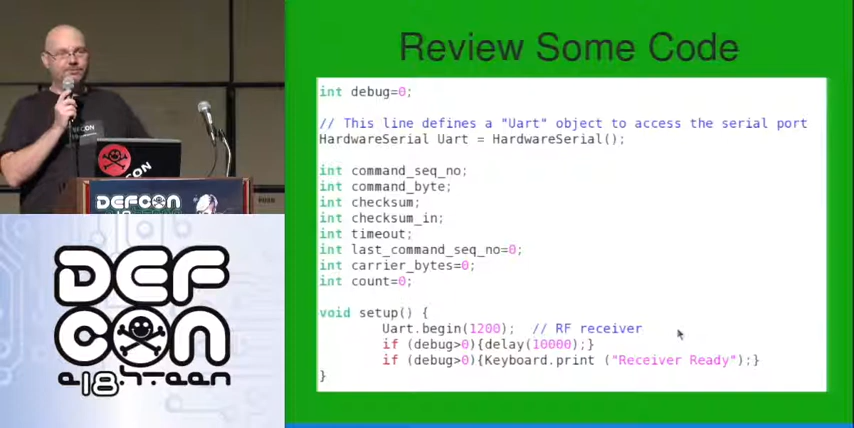 Review Some Code
int debug=0;
// This line defines a "Uart" object to access the serial port
HardwareSerial Uart = HardwareSerial();
int command_seq_no;
int command_byte;
int checksum;
int checksum_in;
int timeout;
int last_command_seq_no=0;
int carrier_bytes=0;
int count=0;
void setup() {
Uart.begin(1200);  // RF receiver
if (debug>0){delay(10000);}
if (debug>0){Keyboard.print ("Receiver Ready");}
}
DEFCON
DEFCON
DEF
CON
e18hteen